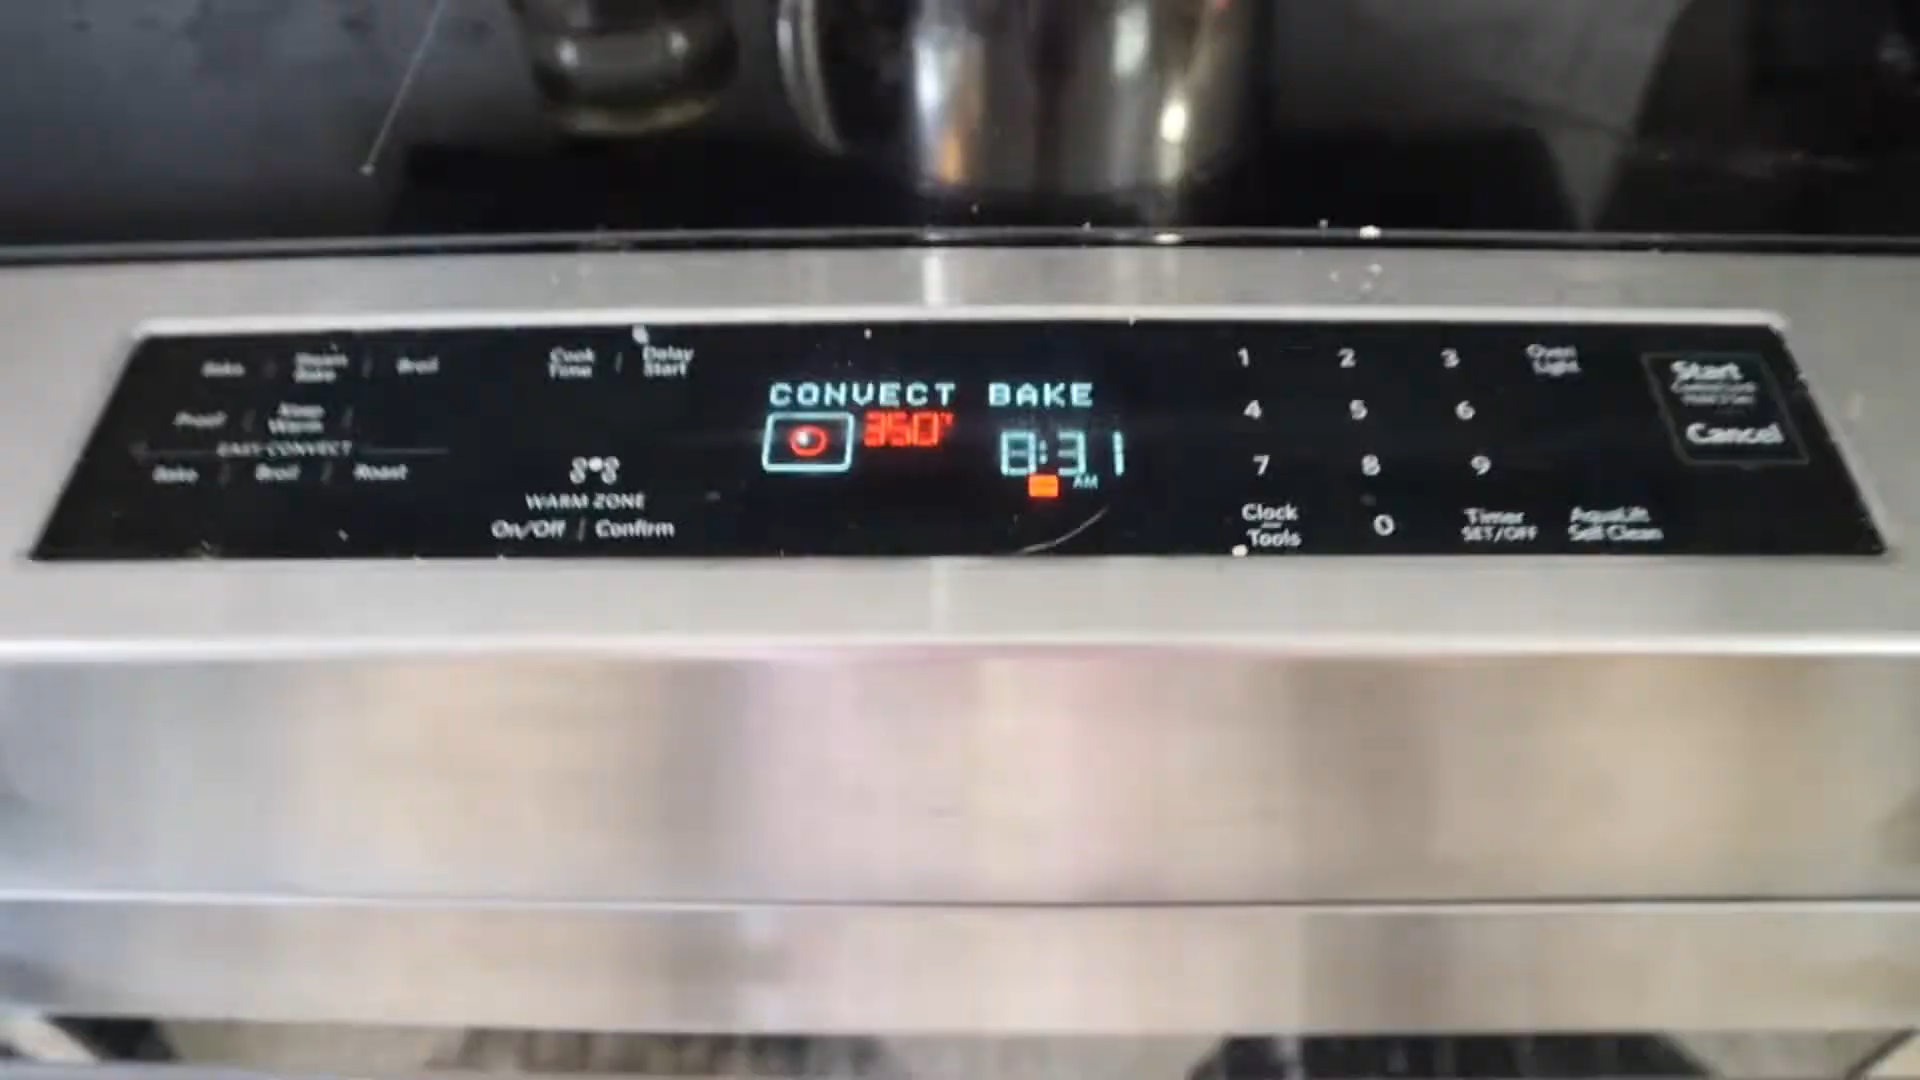 Bake | Steam Bake | Broil
Cook Time | Delay Start
Proof | Keep Warm |
EASY CONVECT
Bake | Broil | Roast
WARM ZONE
On/Off | Confirm
CONVECT BAKE
350°
8:31
AM
1 2 3
Oven Light
4 5 6
7 8 9
Clock
Tools
0
Timer
SET/OFF
AquaLift
Self Clean
Start
Cancel